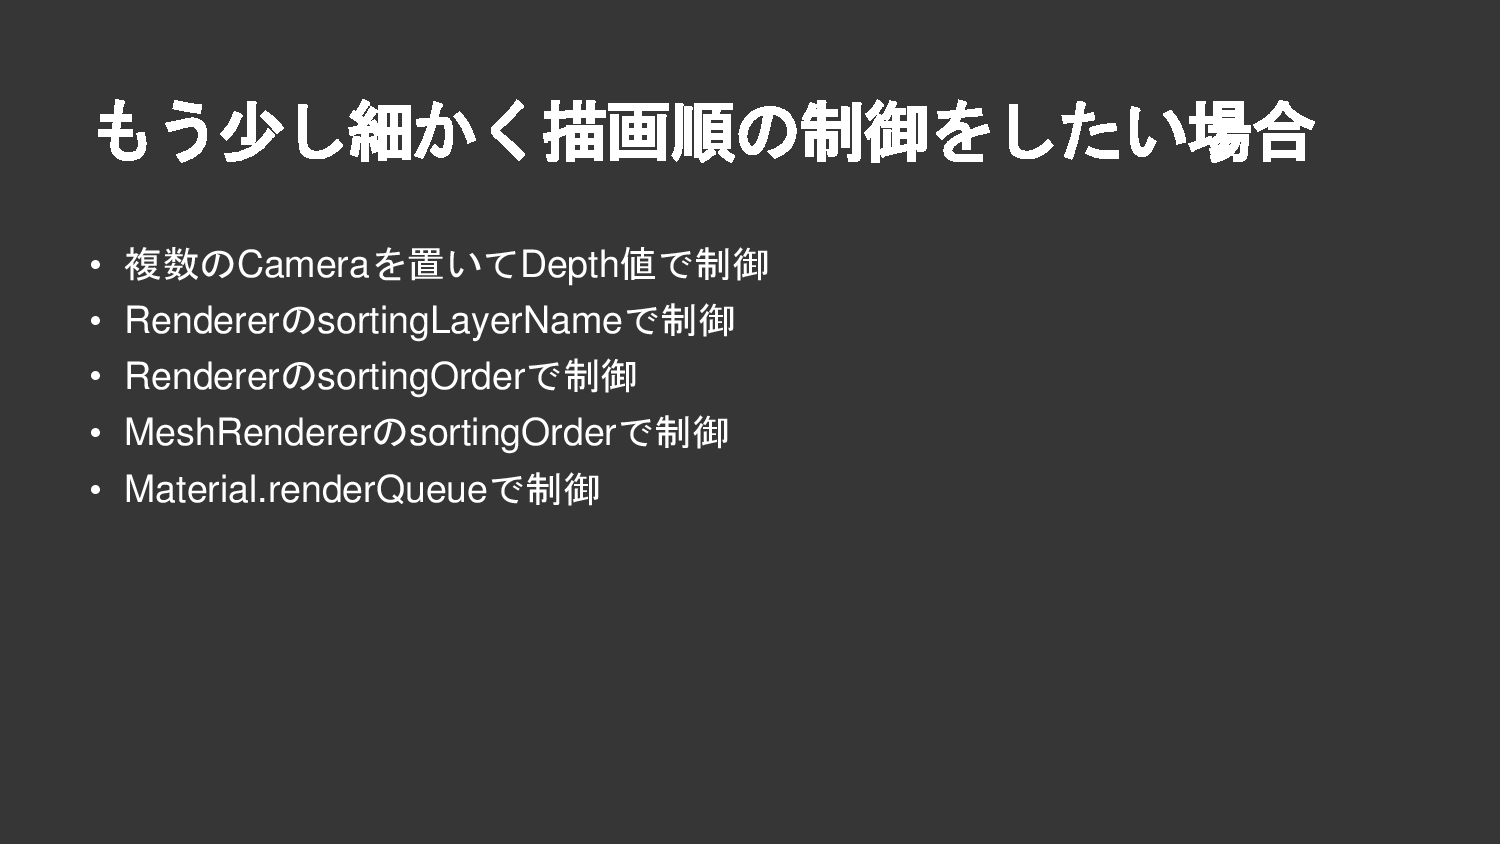 もう少し細かく描画順の制御をしたい場合
• 複数のCameraを置いてDepth値で制御
• RendererのsortingLayerNameで制御
• RendererのsortingOrderで制御
• MeshRendererのsortingOrderで制御
• Material.renderQueueで制御